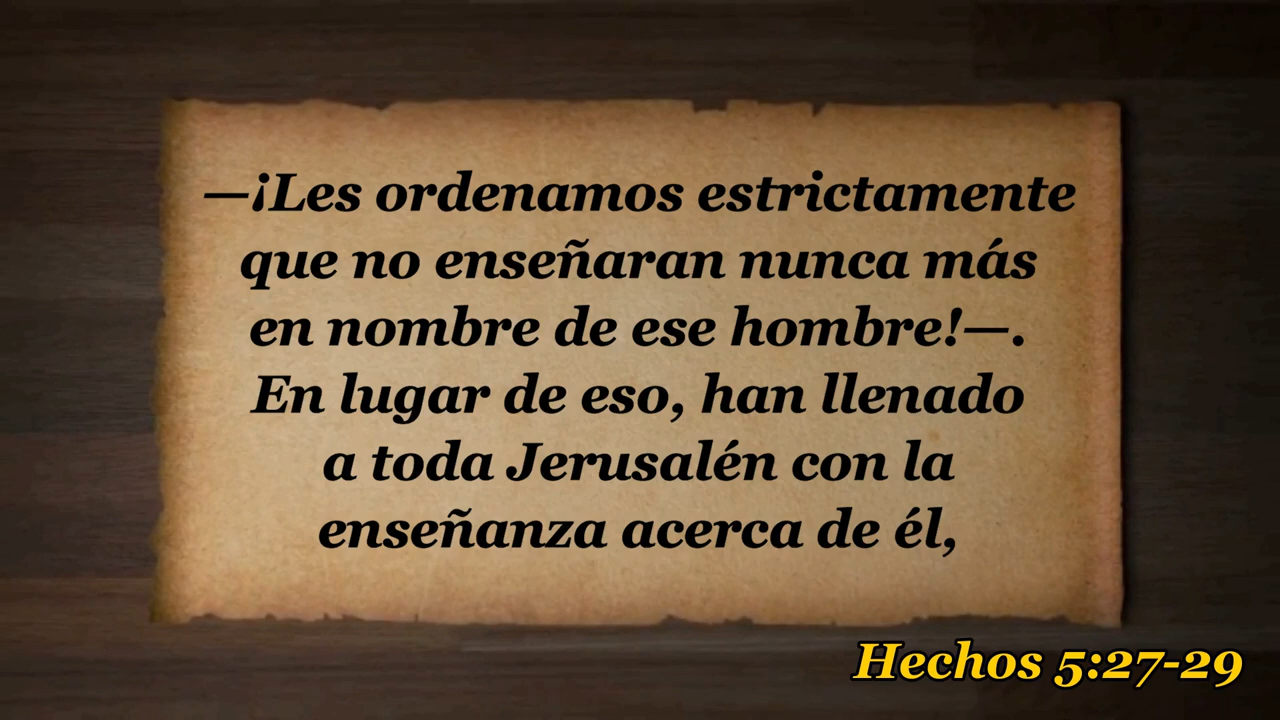 —¡Les ordenamos estrictamente
que no enseñaran nunca más
en nombre de ese hombre!—.
En lugar de eso, han llenado
a toda Jerusalén con la
enseñanza acerca de él,
Hechos 5:27-29